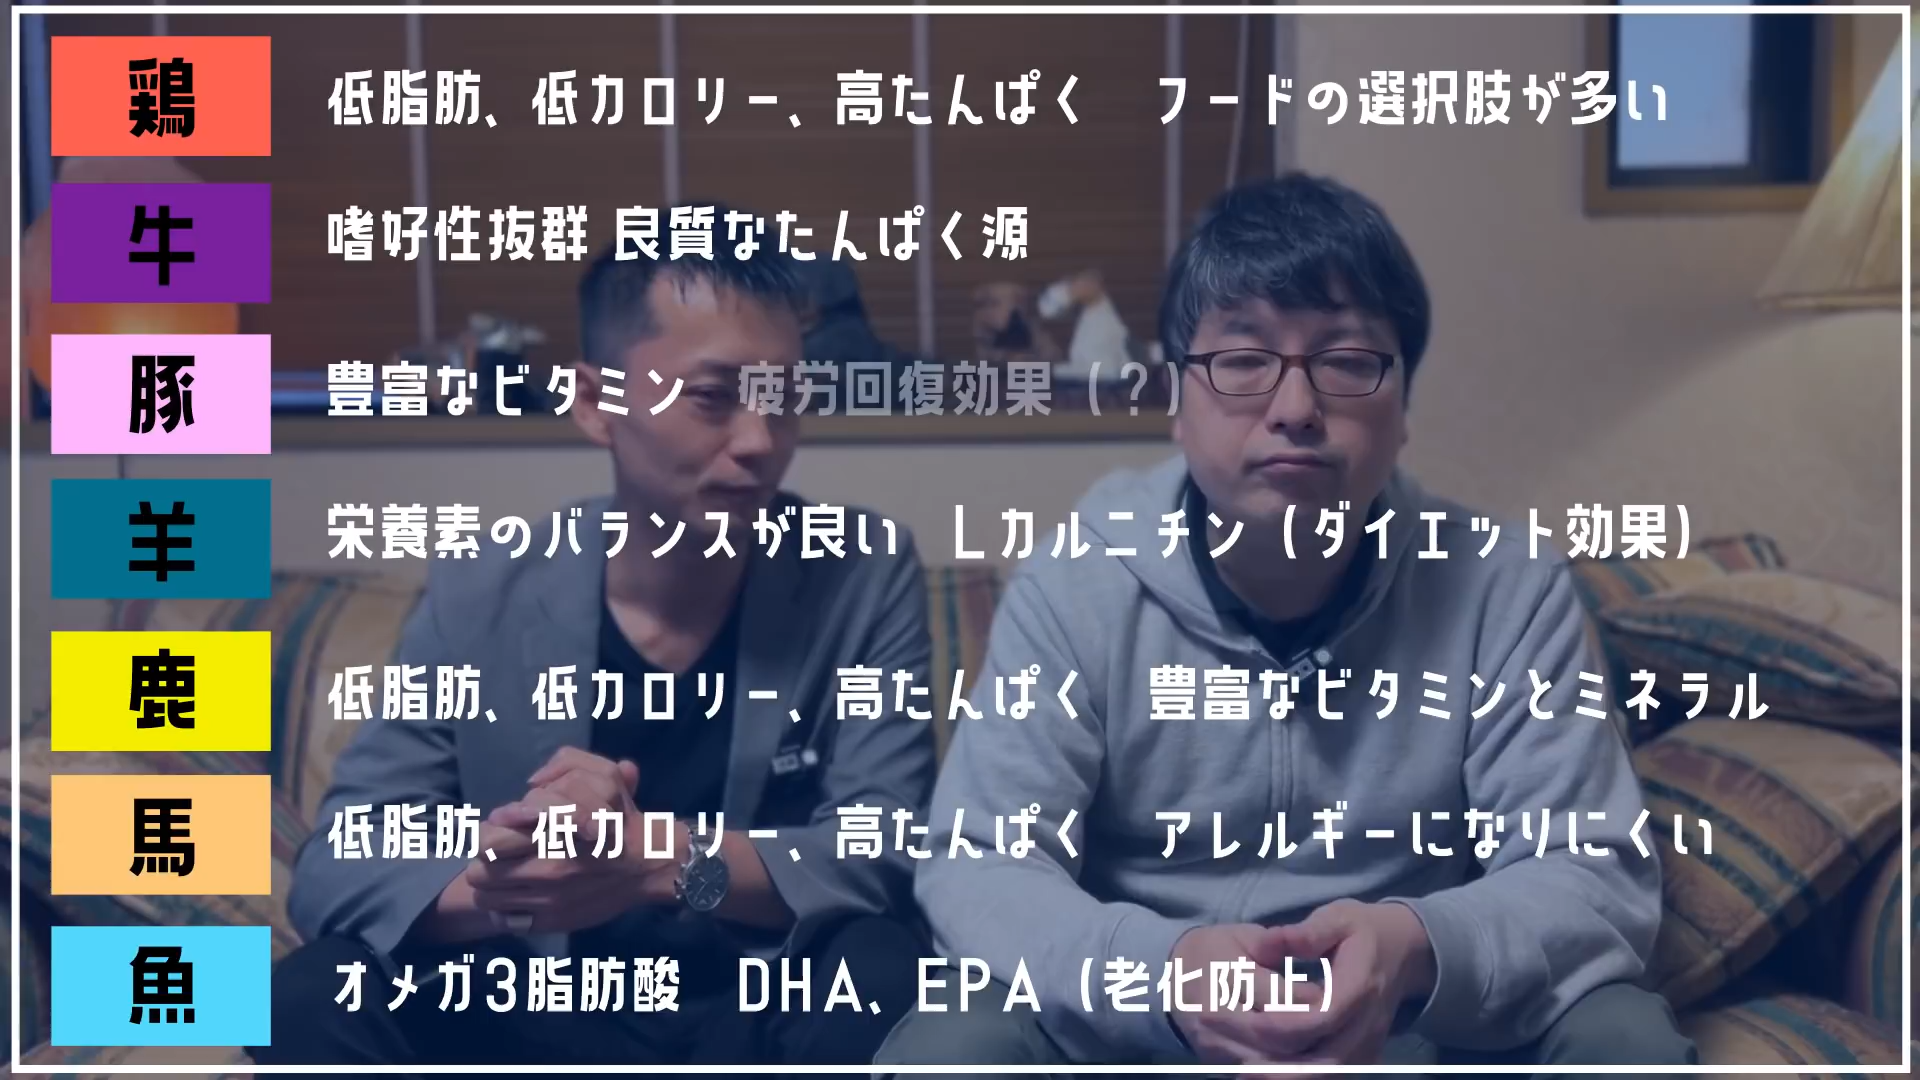 鶏 低脂肪、低カロリー、高たんぱく フードの選択肢が多い
牛 嗜好性抜群 良質なたんぱく源
豚 豊富なビタミン 疲労回復効果（？）
羊 栄養素のバランスが良い Lカルニチン（ダイエット効果）
鹿 低脂肪、低カロリー、高たんぱく 豊富なビタミンとミネラル
馬 低脂肪、低カロリー、高たんぱく アレルギーになりにくい
魚 オメガ3脂肪酸 DHA、EPA（老化防止）